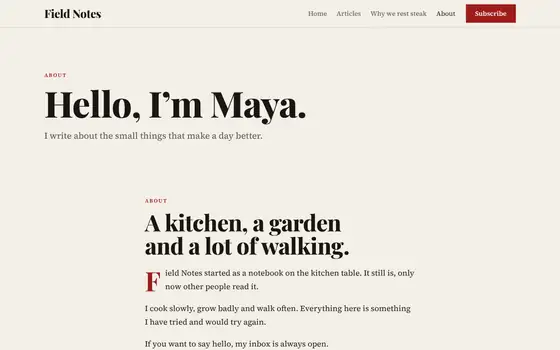 Field Notes
Home Articles Why we rest steak About Subscribe
ABOUT
Hello, I’m Maya.
I write about the small things that make a day better.
ABOUT
A kitchen, a garden
and a lot of walking.
Field Notes started as a notebook on the kitchen table. It still is, only
now other people read it.
I cook slowly, grow badly and walk often. Everything here is something
I have tried and would try again.
If you want to say hello, my inbox is always open.